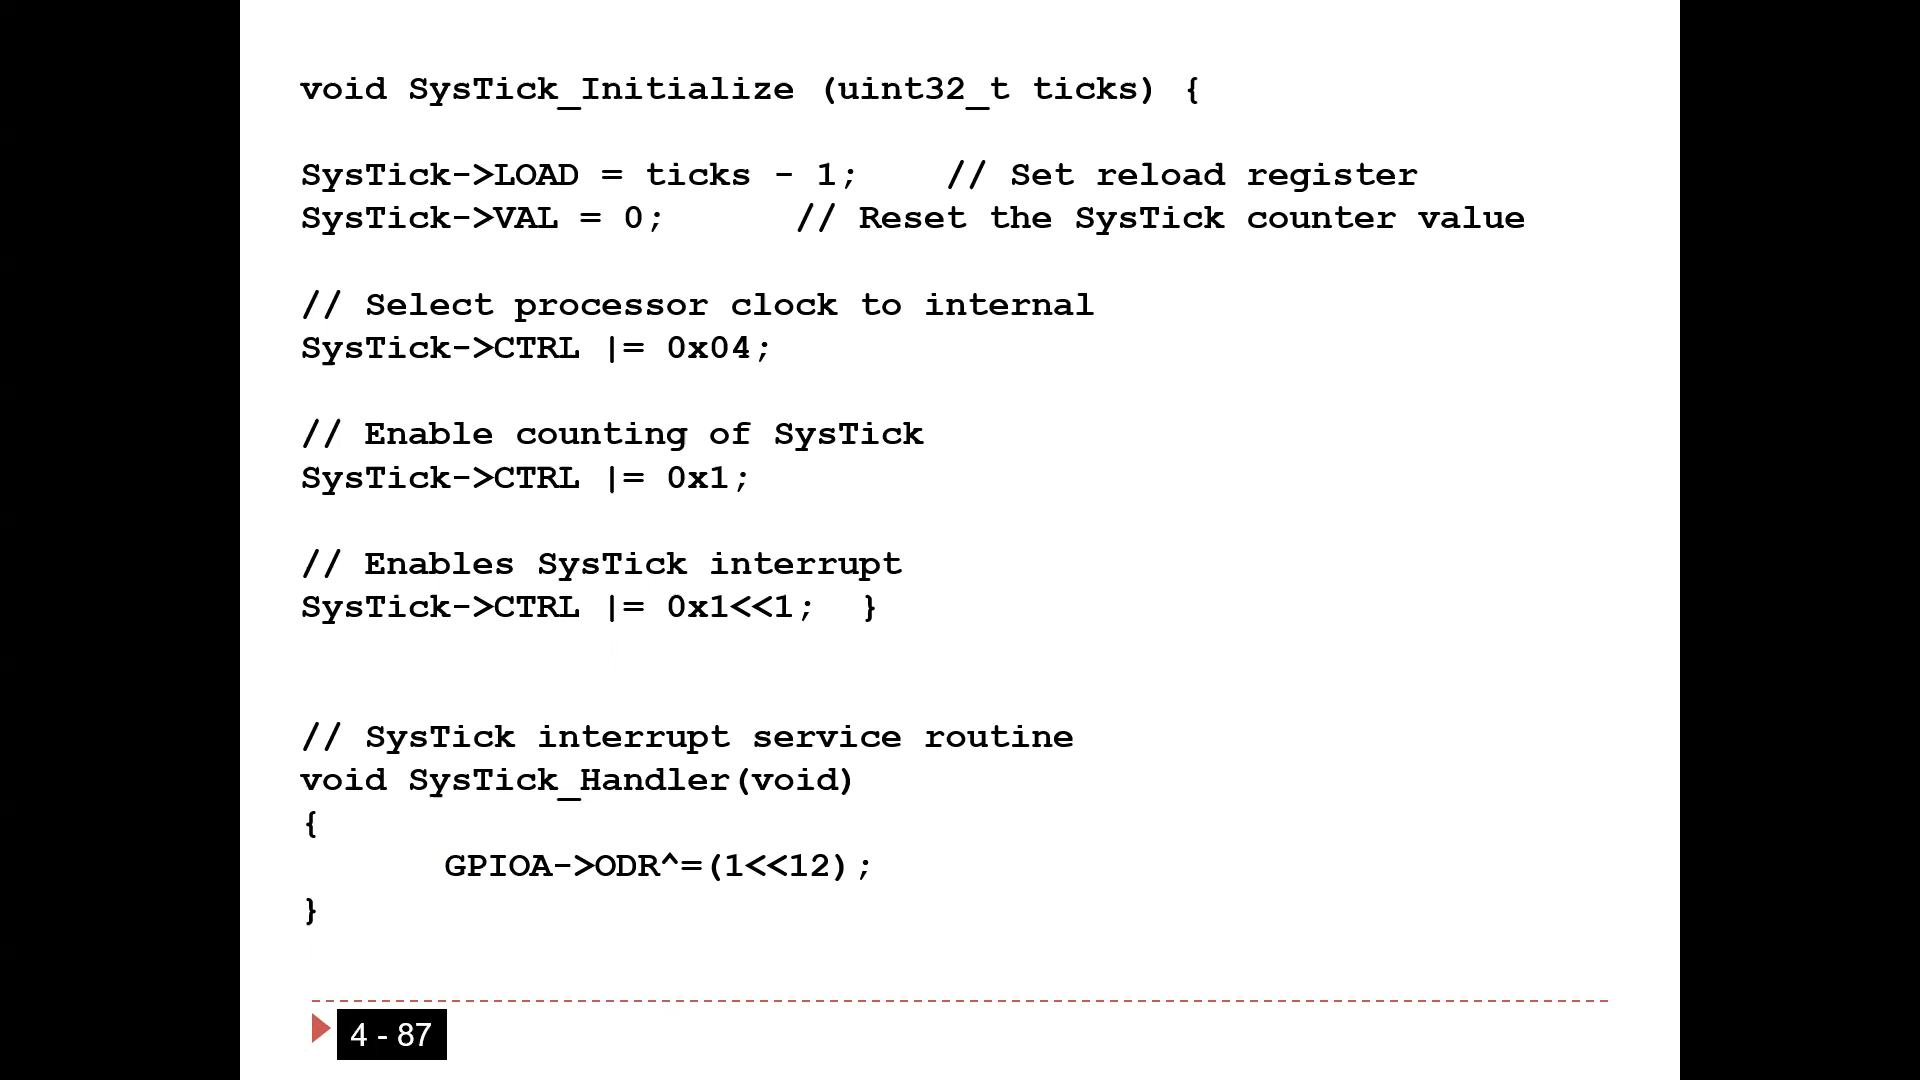 void SysTick_Initialize (uint32_t ticks) {
SysTick->LOAD = ticks - 1;    // Set reload register
SysTick->VAL = 0;      // Reset the SysTick counter value
// Select processor clock to internal
SysTick->CTRL |= 0x04;
// Enable counting of SysTick
SysTick->CTRL |= 0x1;
// Enables SysTick interrupt
SysTick->CTRL |= 0x1<<1;  }
// SysTick interrupt service routine
void SysTick_Handler(void)
{
GPIOA->ODR^=(1<<12);
}
4 - 87